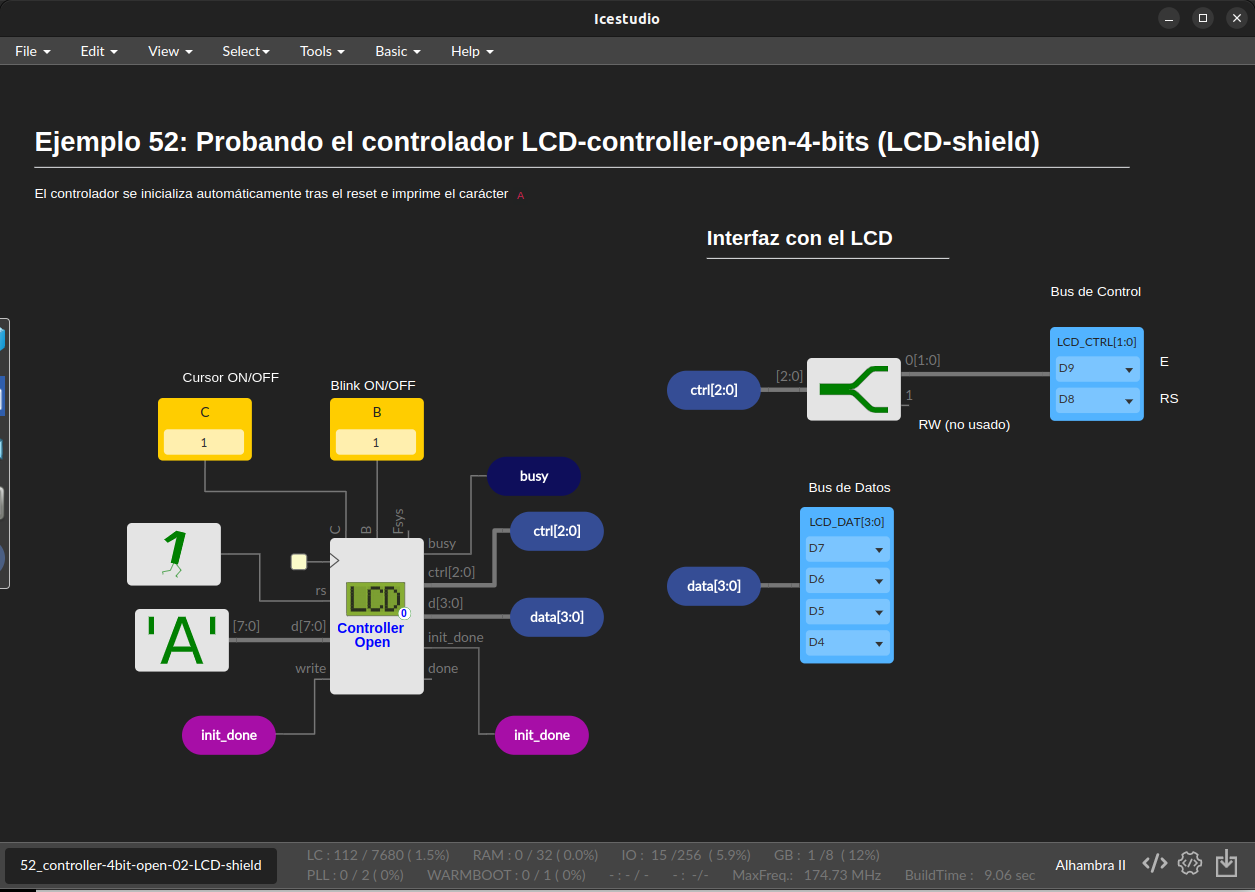 Icestudio
File Edit View Select Tools Basic Help
Ejemplo 52: Probando el controlador LCD-controller-open-4-bits (LCD-shield)
El controlador se inicializa automáticamente tras el reset e imprime el carácter A
Interfaz con el LCD
Bus de Control
LCD_CTRL[1:0]
D9
D8
E
RS
ctrl[2:0]
[2:0]
0[1:0]
1
RW (no usado)
Cursor ON/OFF
C
1
Blink ON/OFF
B
1
busy
ctrl[2:0]
data[3:0]
C
B
Fsys
busy
ctrl[2:0]
d[3:0]
init_done
done
rs
d[7:0]
write
1
'A'
[7:0]
LCD
0
Controller
Open
init_done
init_done
Bus de Datos
LCD_DAT[3:0]
D7
D6
D5
D4
data[3:0]
52_controller-4bit-open-02-LCD-shield
LC : 112 / 7680 ( 1.5%) RAM : 0 / 32 ( 0.0%) IO : 15 /256 ( 5.9%) GB : 1 /8 ( 12%)
PLL : 0 / 2 ( 0%) WARMBOOT : 0 / 1 ( 0%) - : - / - - : -/- MaxFreq.: 174.73 MHz BuildTime : 9.06 sec
Alhambra II